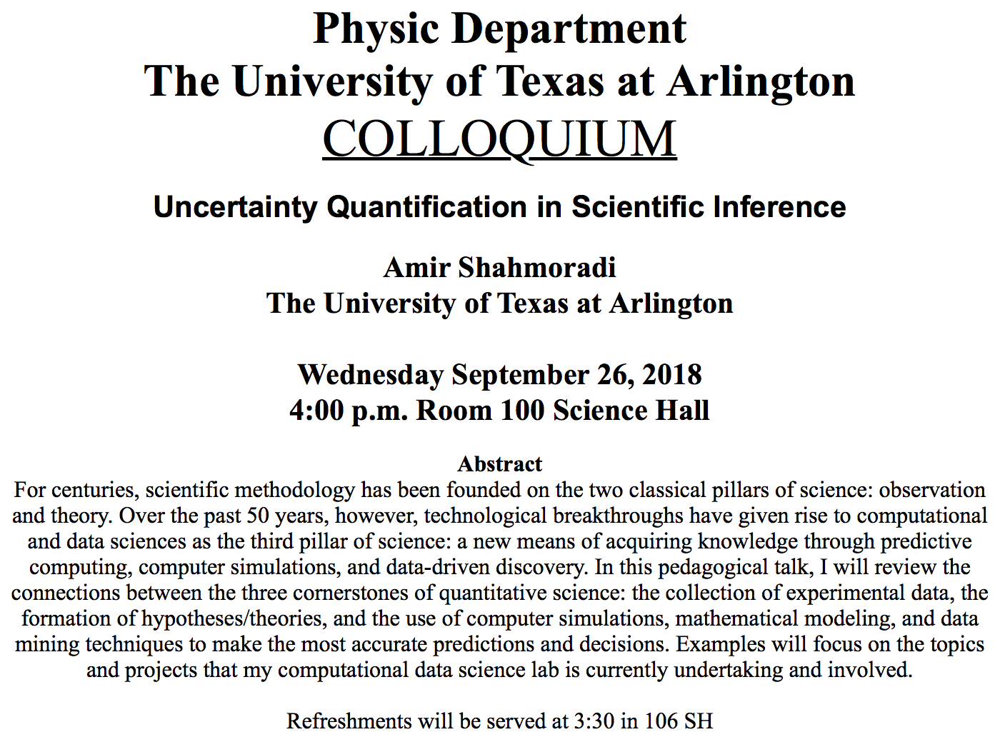 Physic Department
The University of Texas at Arlington
COLLOQUIUM
Uncertainty Quantification in Scientific Inference
Amir Shahmoradi
The University of Texas at Arlington
Wednesday September 26, 2018
4:00 p.m. Room 100 Science Hall
Abstract
For centuries, scientific methodology has been founded on the two classical pillars of science: observation
and theory. Over the past 50 years, however, technological breakthroughs have given rise to computational
and data sciences as the third pillar of science: a new means of acquiring knowledge through predictive
computing, computer simulations, and data-driven discovery. In this pedagogical talk, I will review the
connections between the three cornerstones of quantitative science: the collection of experimental data, the
formation of hypotheses/theories, and the use of computer simulations, mathematical modeling, and data
mining techniques to make the most accurate predictions and decisions. Examples will focus on the topics
and projects that my computational data science lab is currently undertaking and involved.
Refreshments will be served at 3:30 in 106 SH